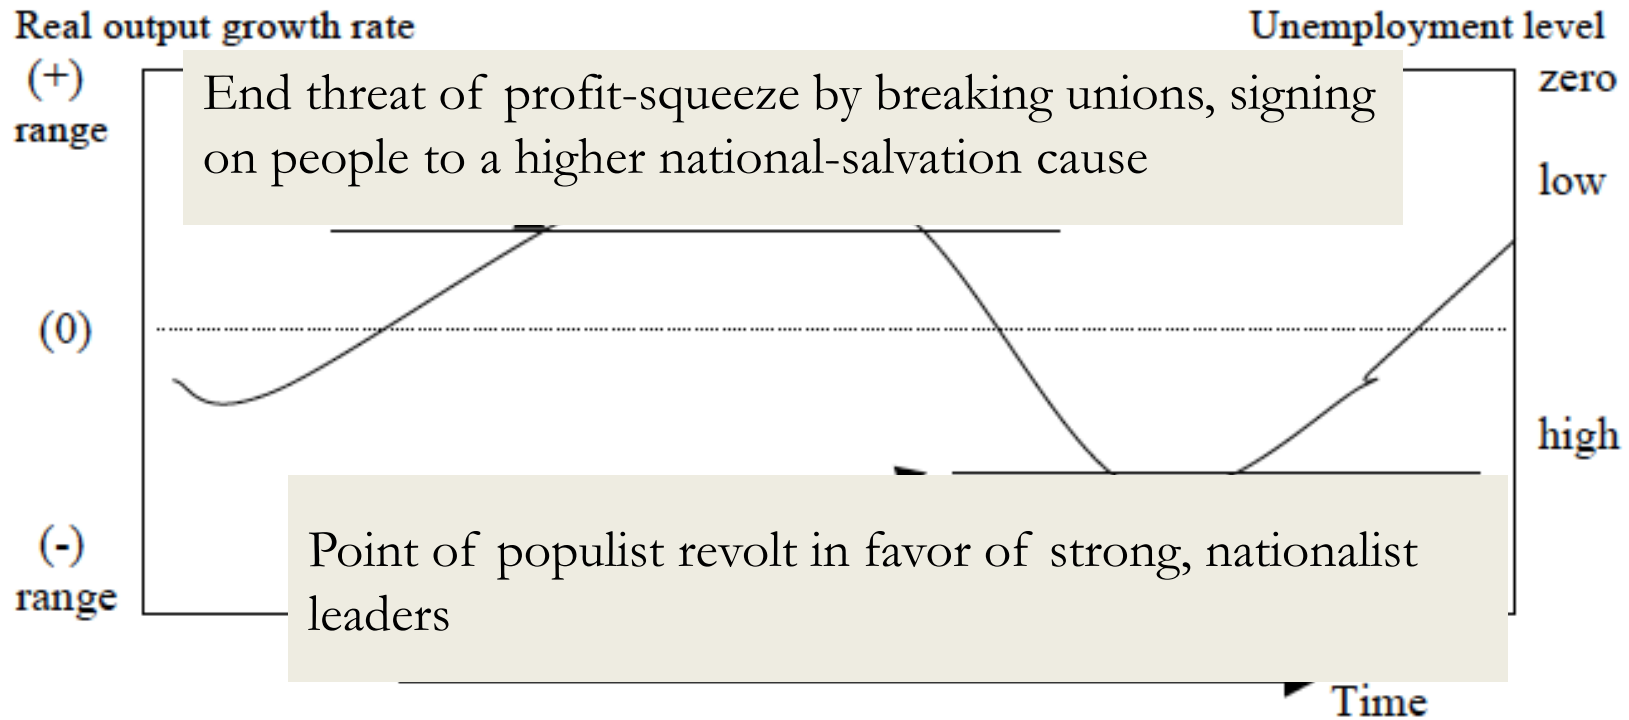 Real output growth rate
Unemployment level
(+)
range
zero
End threat of profit-squeeze by breaking unions, signing
on people to a higher national-salvation cause
low
(0)
high
(-)
range
Point of populist revolt in favor of strong, nationalist
leaders
Time